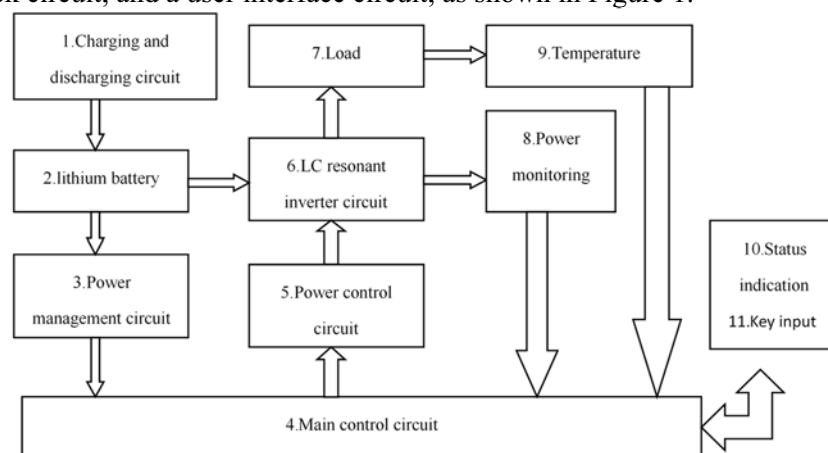 circuit, and a user interface circuit, as shown in Figure 1.
1.Charging and
discharging circuit
7.Load
9.Temperature
2.lithium battery
6.LC resonant
inverter circuit
8.Power
monitoring
3.Power
management circuit
5.Power control
circuit
10.Status
indication
11.Key input
4.Main control circuit